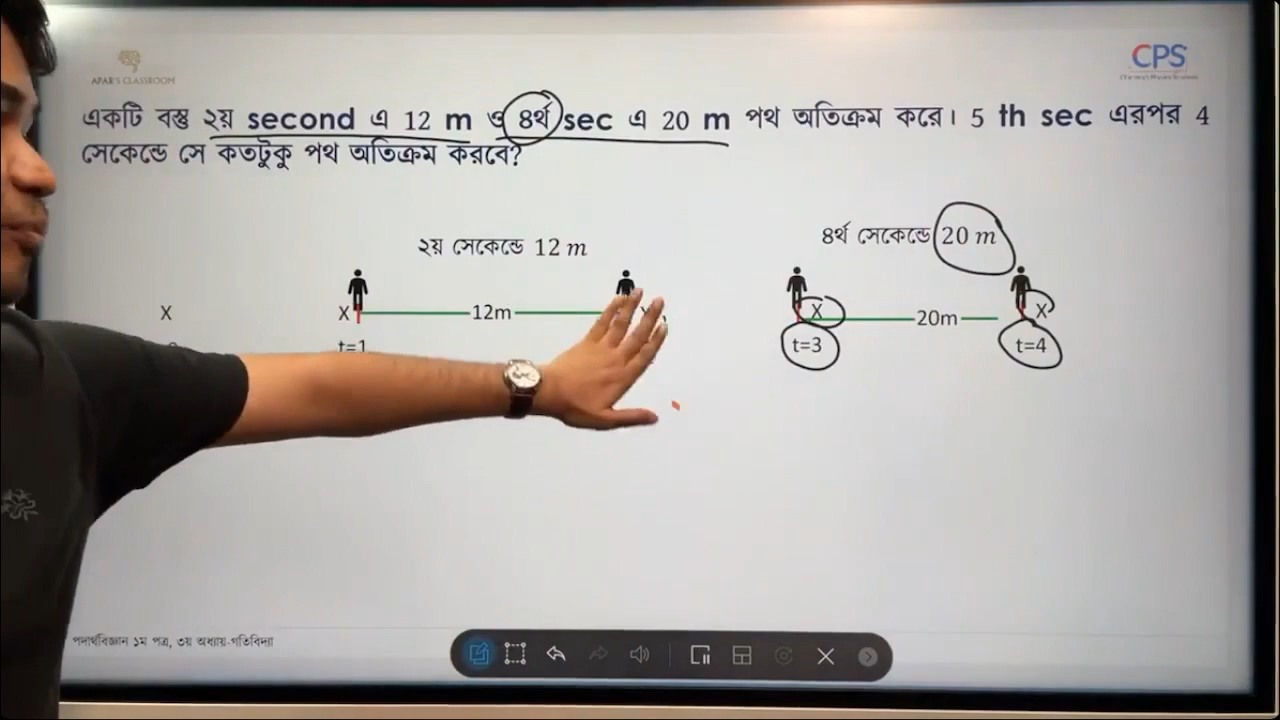 APAR'S CLASSROOM
CPS
একটি বস্তু ২য় second এ 12 m ও ৪র্থ sec এ 20 m পথ অতিক্রম করে। 5 th sec এরপর 4
সেকেন্ডে সে কতটুকু পথ অতিক্রম করবে?
২য় সেকেন্ডে 12 m
৪র্থ সেকেন্ডে 20 m
X X 12m X 20m X
t=1 t=3 t=4
পদার্থবিজ্ঞান ১ম পত্র, ৩য় অধ্যায়-গতিবিদ্যা